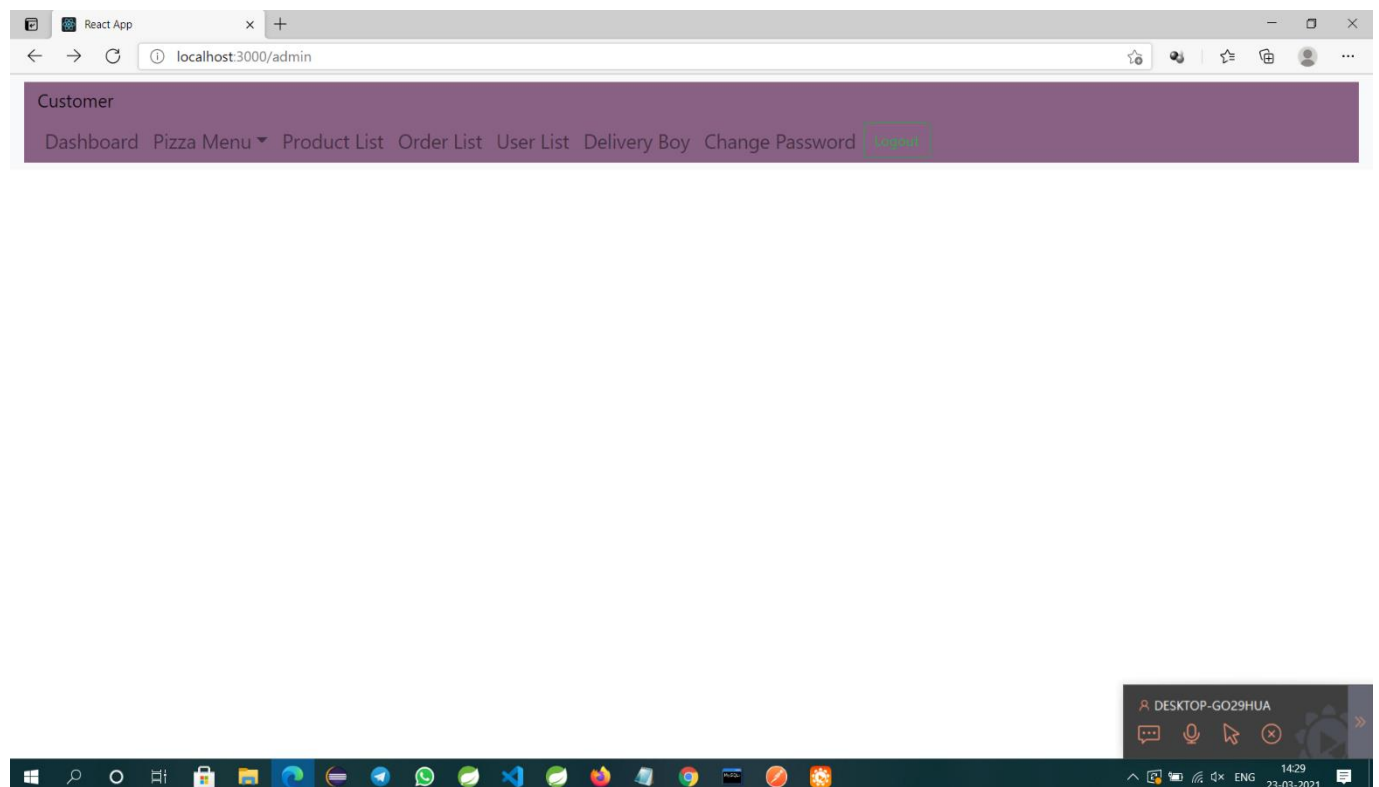 React App
localhost:3000/admin
Customer
Dashboard Pizza Menu Product List Order List User List Delivery Boy Change Password Logout
DESKTOP-GO29HUA
ENG
14:29
23-03-2021